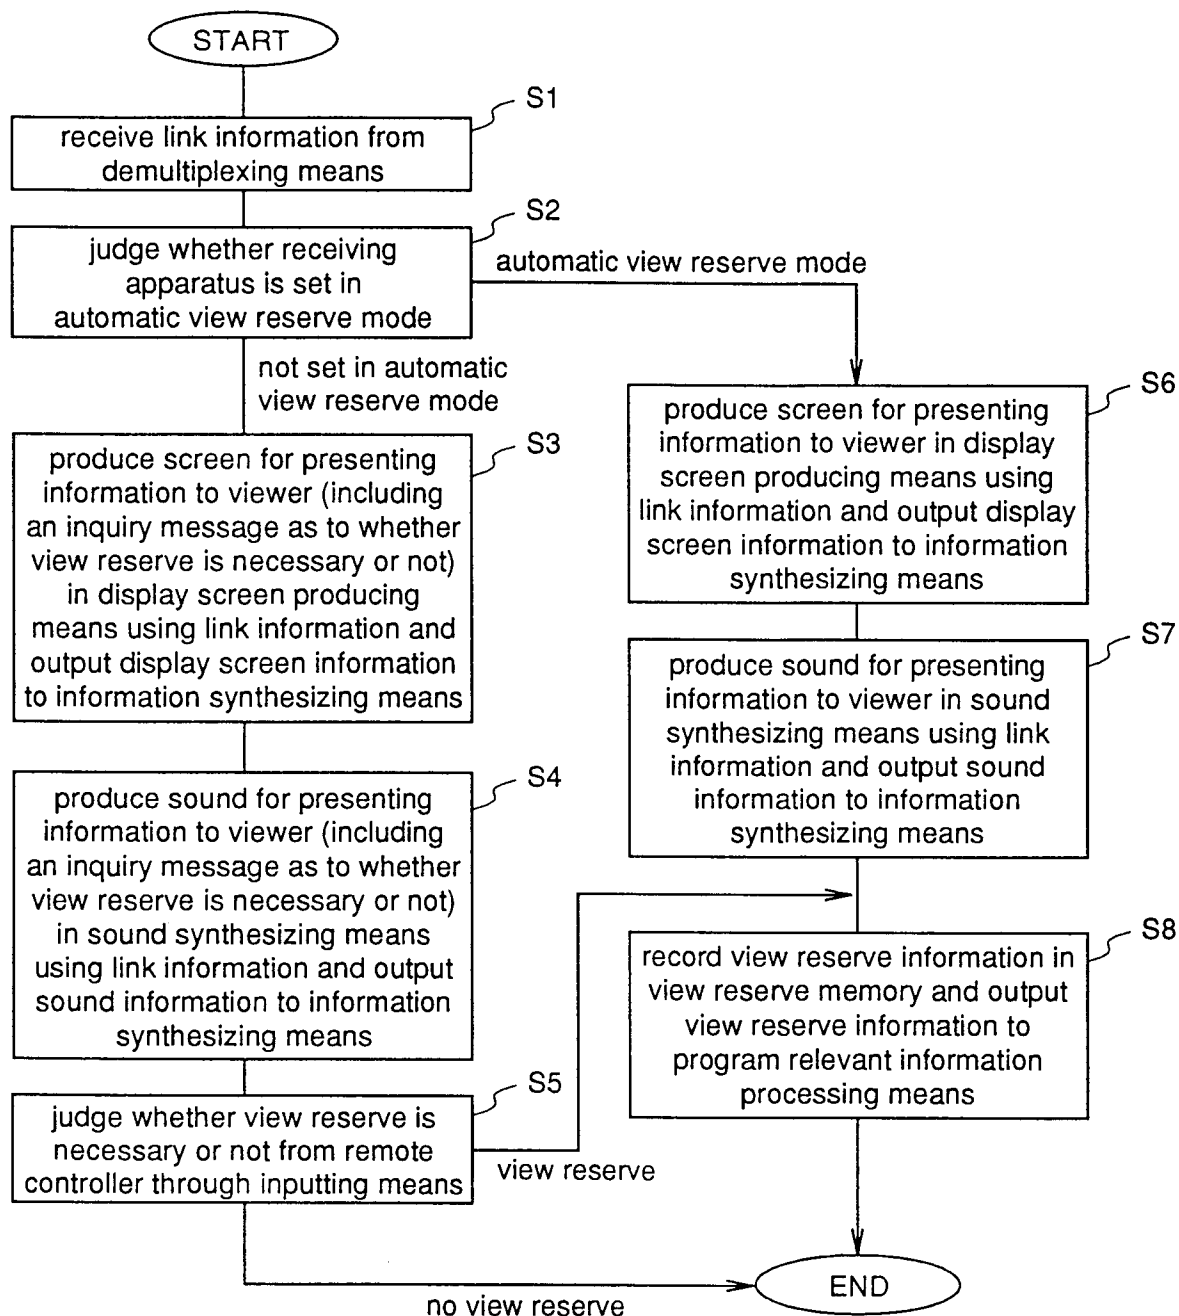 START
S1
receive link information from
demultiplexing means
S2
judge whether receiving
apparatus is set in
automatic view reserve mode
automatic view reserve mode
not set in automatic
view reserve mode
S3
produce screen for presenting
information to viewer (including
an inquiry message as to whether
view reserve is necessary or not)
in display screen producing
means using link information and
output display screen information
to information synthesizing means
S4
produce sound for presenting
information to viewer (including
an inquiry message as to whether
view reserve is necessary or not)
in sound synthesizing means
using link information and output
sound information to information
synthesizing means
S5
judge whether view reserve is
necessary or not from remote
controller through inputting means
view reserve
no view reserve
S6
produce screen for presenting
information to viewer in display
screen producing means using
link information and output display
screen information to information
synthesizing means
S7
produce sound for presenting
information to viewer in sound
synthesizing means using link
information and output sound
information to information
synthesizing means
S8
record view reserve information in
view reserve memory and output
view reserve information to
program relevant information
processing means
END